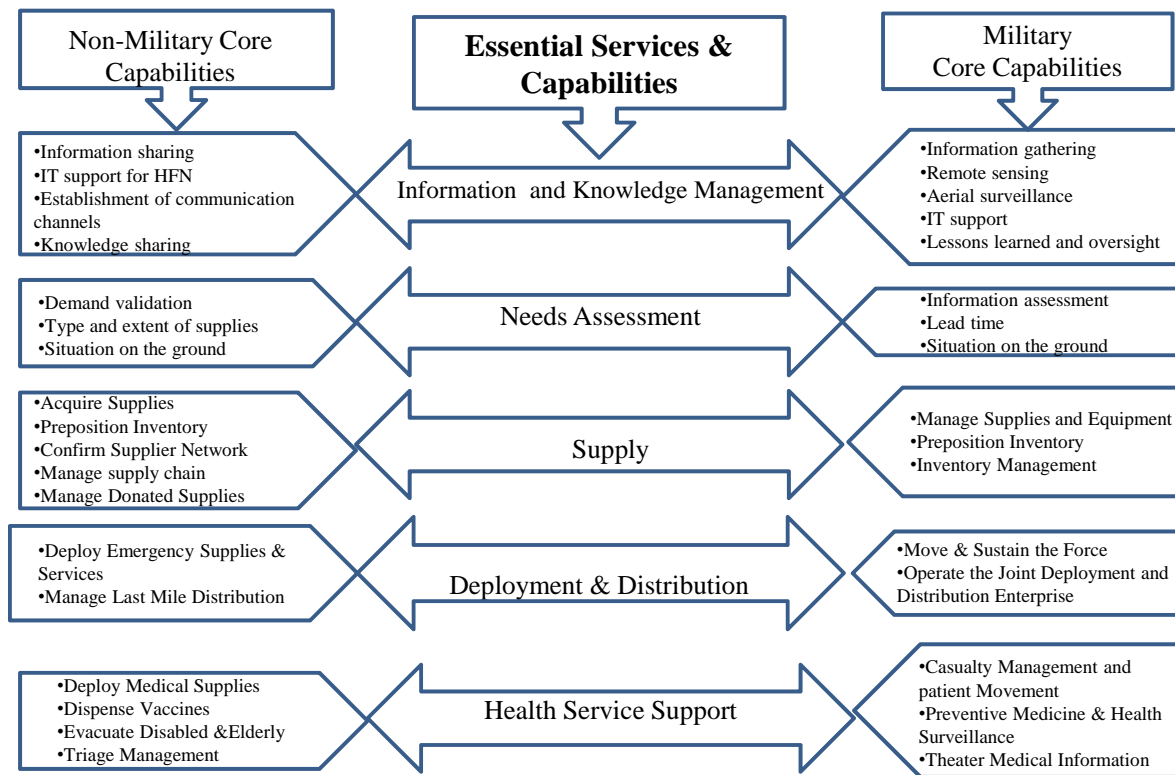 Non-Military Core
Capabilities
Essential Services &
Capabilities
Military
Core Capabilities
•Information sharing
•IT support for HFN
•Establishment of communication
channels
•Knowledge sharing
Information and Knowledge Management
•Information gathering
•Remote sensing
•Aerial surveillance
•IT support
•Lessons learned and oversight
•Demand validation
•Type and extent of supplies
•Situation on the ground
Needs Assessment
•Information assessment
•Lead time
•Situation on the ground
•Acquire Supplies
•Preposition Inventory
•Confirm Supplier Network
•Manage supply chain
•Manage Donated Supplies
Supply
•Manage Supplies and Equipment
•Preposition Inventory
•Inventory Management
•Deploy Emergency Supplies &
Services
•Manage Last Mile Distribution
Deployment & Distribution
•Move & Sustain the Force
•Operate the Joint Deployment and
Distribution Enterprise
•Deploy Medical Supplies
•Dispense Vaccines
•Evacuate Disabled &Elderly
•Triage Management
Health Service Support
•Casualty Management and
patient Movement
•Preventive Medicine & Health
Surveillance
•Theater Medical Information